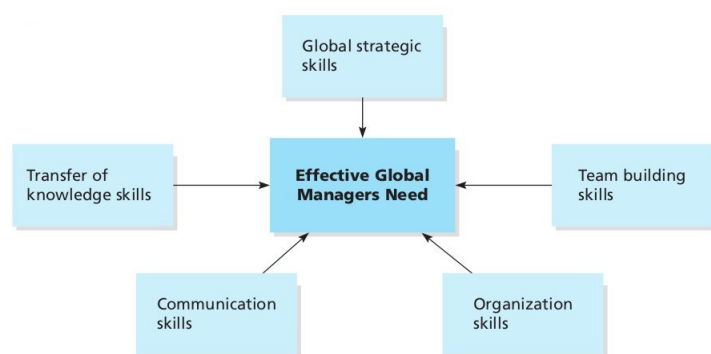 Global strategic
skills
Transfer of
knowledge skills
Effective Global
Managers Need
Team building
skills
Communication
skills
Organization
skills